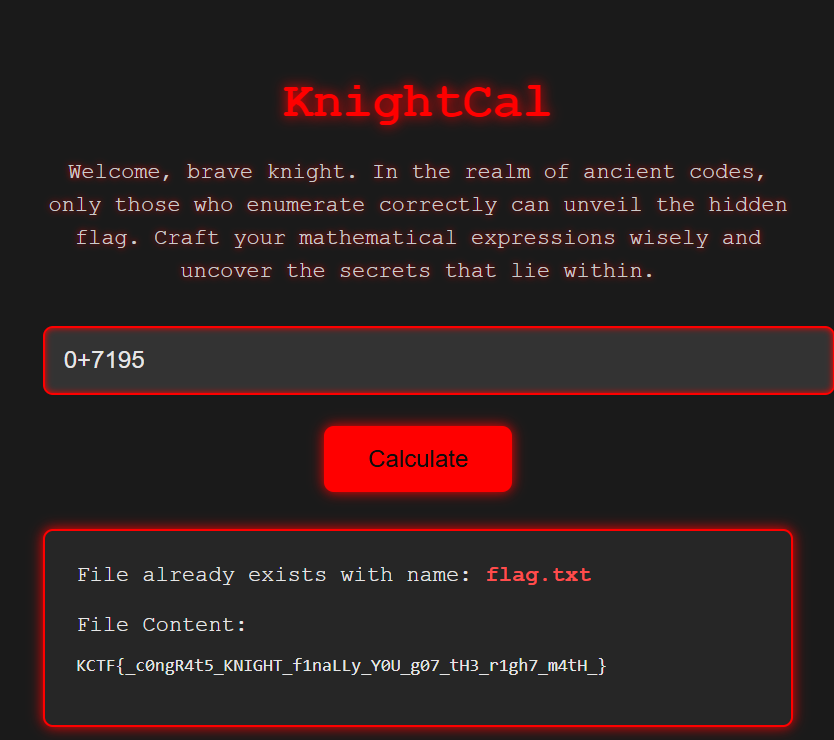 KnightCal
Welcome, brave knight. In the realm of ancient codes,
only those who enumerate correctly can unveil the hidden
flag. Craft your mathematical expressions wisely and
uncover the secrets that lie within.
0+7195
Calculate
File already exists with name: flag.txt
File Content:
KCTF{_c0ngR4t5_KNIGHT_f1naLLy_Y0U_g07_tH3_r1gh7_m4tH_}